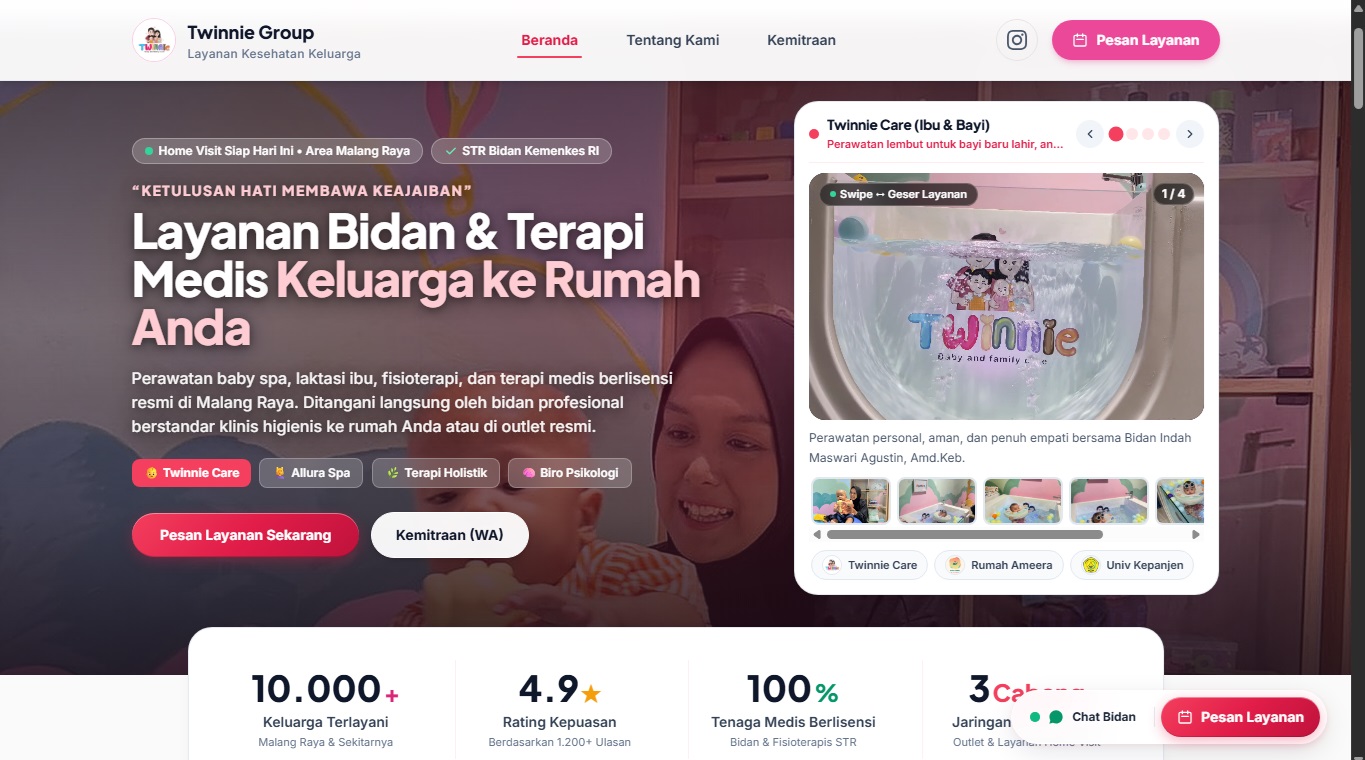 Twinnie Group
Layanan Kesehatan Keluarga
Beranda
Tentang Kami
Kemitraan
Pesan Layanan
Home Visit Siap Hari Ini • Area Malang Raya
STR Bidan Kemenkes RI
“KETULUSAN HATI MEMBAWA KEAJAIBAN”
Layanan Bidan & Terapi
Medis Keluarga ke Rumah
Anda
Perawatan baby spa, laktasi ibu, fisioterapi, dan terapi medis berlisensi
resmi di Malang Raya. Ditangani langsung oleh bidan profesional
berstandar klinis higienis ke rumah Anda atau di outlet resmi.
Twinnie Care
Allura Spa
Terapi Holistik
Biro Psikologi
Pesan Layanan Sekarang
Kemitraan (WA)
Twinnie Care (Ibu & Bayi)
Perawatan lembut untuk bayi baru lahir, an...
Swipe ↔ Geser Layanan
1 / 4
Twinnie
Baby and family care
Perawatan personal, aman, dan penuh empati bersama Bidan Indah
Maswari Agustin, Amd.Keb.
Twinnie Care
Rumah Ameera
Univ Kepanjen
10.000+
Keluarga Terlayani
Malang Raya & Sekitarnya
4.9★
Rating Kepuasan
Berdasarkan 1.200+ Ulasan
100%
Tenaga Medis Berlisensi
Bidan & Fisioterapis STR
3 Cabang
Jaringan
Outlet & Layanan Home Visit
Chat Bidan
Pesan Layanan